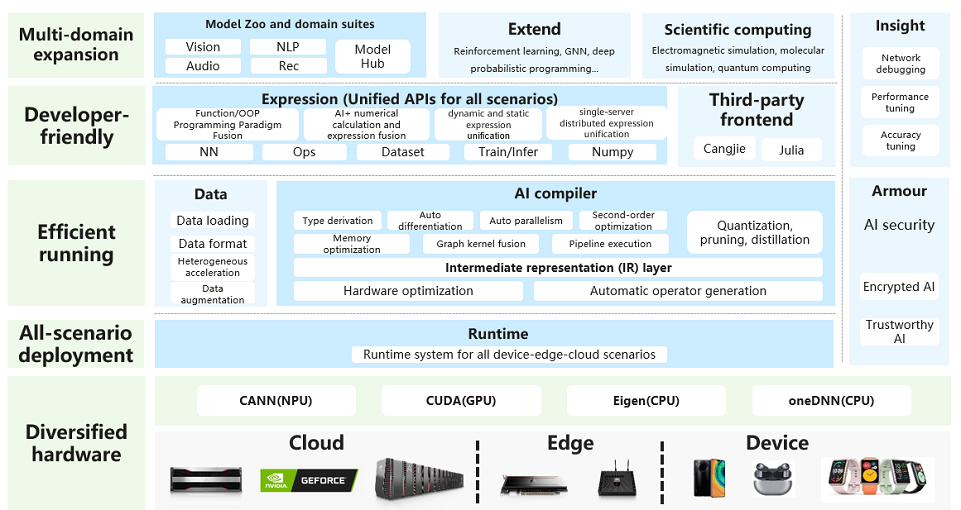 Multi-domain
expansion
Model Zoo and domain suites
Vision
NLP
Audio
Rec
Model
Hub
Extend
Reinforcement learning, GNN, deep
probabilistic programming...
Scientific computing
Electromagnetic simulation, molecular
simulation, quantum computing
Insight
Network
debugging
Performance
tuning
Accuracy
tuning
Developer-
friendly
Expression (Unified APIs for all scenarios)
Function/OOP
Programming Paradigm
Fusion
AI+ numerical
calculation and
expression fusion
dynamic and static
expression
unification
single-server
distributed expression
unification
NN
Ops
Dataset
Train/Infer
Numpy
Third-party
frontend
Cangjie
Julia
Efficient
running
Data
Data loading
Data format
Heterogeneous
acceleration
Data
augmentation
AI compiler
Type derivation
Auto
differentiation
Auto parallelism
Second-order
optimization
Memory
optimization
Graph kernel fusion
Pipeline execution
Quantization,
pruning, distillation
Intermediate representation (IR) layer
Hardware optimization
Automatic operator generation
Armour
AI security
Encrypted AI
Trustworthy
AI
All-scenario
deployment
Runtime
Runtime system for all device-edge-cloud scenarios
Diversified
hardware
CANN(NPU)
CUDA(GPU)
Eigen(CPU)
oneDNN(CPU)
Cloud
Edge
Device
NVIDIA
GEFORCE